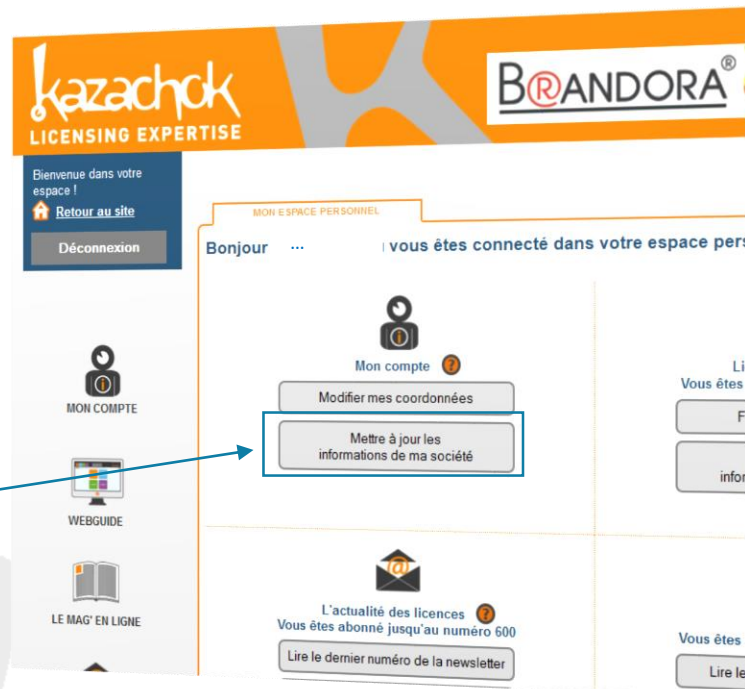 kazachok
LICENSING EXPERTISE
BRANDORA®
Bienvenue dans votre
espace !
Retour au site
Déconnexion
MON ESPACE PERSONNEL
Bonjour ... vous êtes connecté dans votre espace
Mon compte ?
Modifier mes coordonnées
Mettre à jour les
informations de ma société
MON COMPTE
WEBGUIDE
LE MAG' EN LIGNE
L'actualité des licences ?
Vous êtes abonné jusqu'au numéro 600
Lire le dernier numéro de la newsletter
Vous êtes
Vous êtes
Lire le